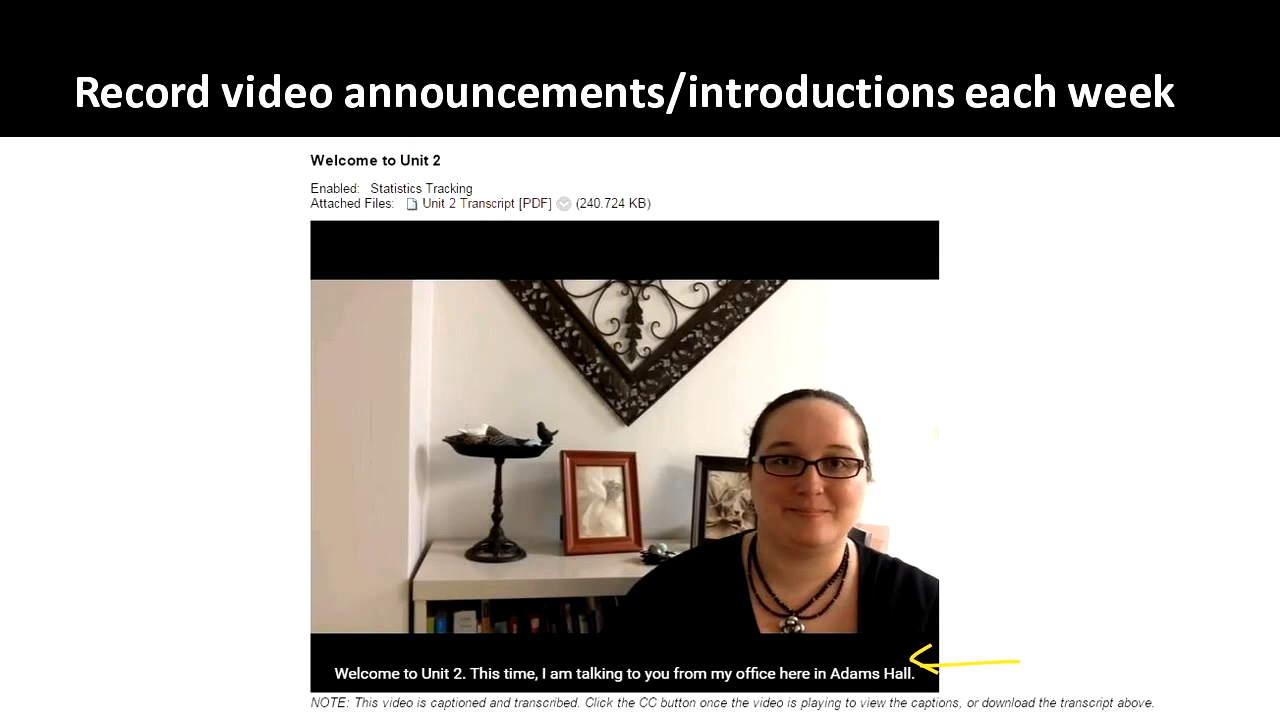 Record video announcements/introductions each week
Welcome to Unit 2
Enabled: Statistics Tracking
Attached Files: Unit 2 Transcript [PDF] (240.724 KB)
Welcome to Unit 2. This time, I am talking to you from my office here in Adams Hall.
NOTE: This video is captioned and transcribed. Click the CC button once the video is playing to view the captions, or download the transcript above.